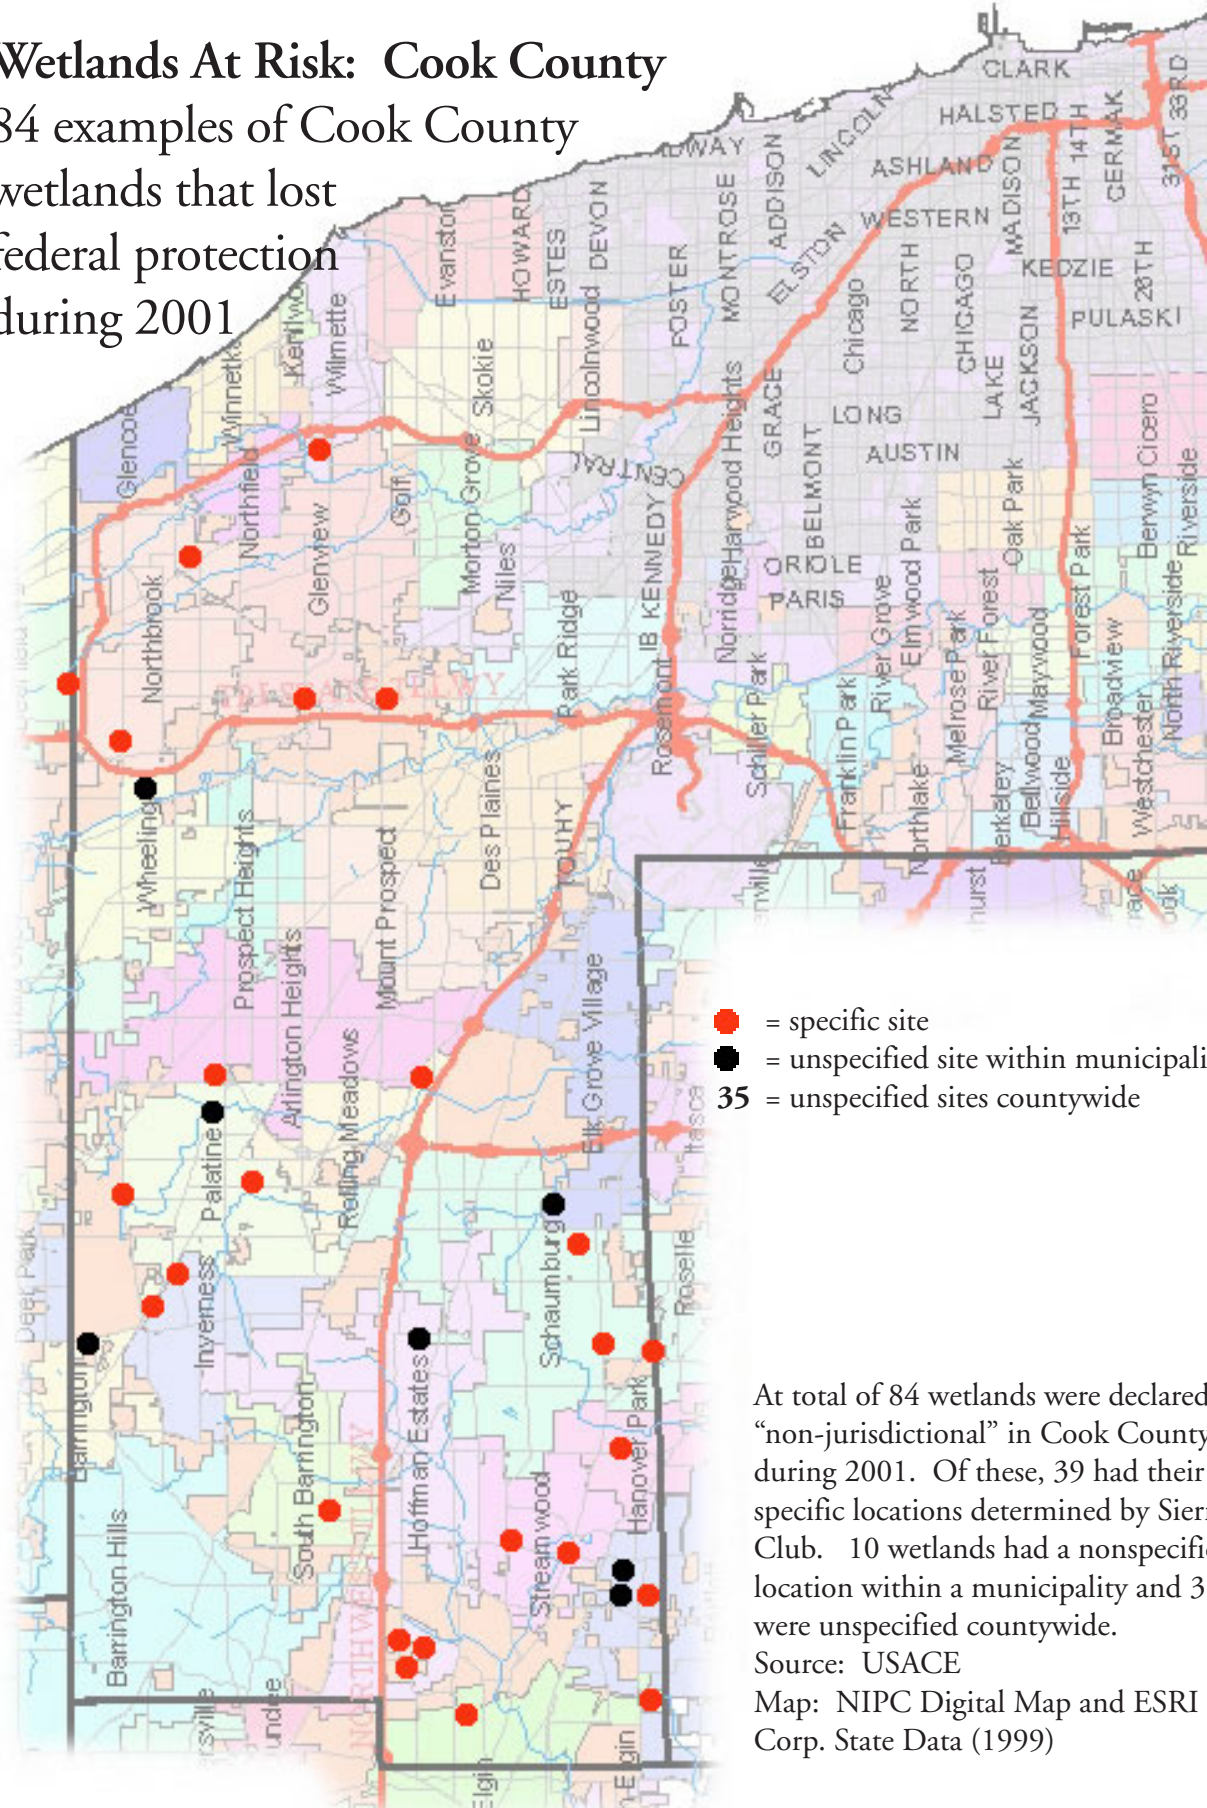 Wetlands At Risk: Cook County
84 examples of Cook County
wetlands that lost
federal protection
during 2001
CLARK
HALSTED
LINCOLN
ASHLAND
WESTERN
KEDZIE
PULASKI
ADDISON
MONTROSE
FOSTER
DEVON
ESTES
HOWARD
Evanston
ELSTON
Chicago
NORTH
CHICAGO
MADISON
13TH
14TH
CERMAK
31ST
33RD
20TH
LAKE
JACKSON
Wilmette
Winnetka
Glencoe
Skokie
Lincolnwood
Harwood Heights
GRACE
LONG
AUSTIN
BELMONT
CENTRAL
CENTRAL
Oak Park
Cicero
Berwyn
Riverside
Northfield
Glenview
Golf
Morton Grove
Niles
KENNEDY
IB
Norridge
ORIOLE
PARIS
Elmwood Park
River Grove
River Forest
Forest Park
Maywood
Melrose Park
Broadview
North Riverside
Westchester
Northbrook
Park Ridge
Rosemont
Schiller Park
Franklin Park
Northlake
Berkeley
Bellwood
Hillside
Wheeling
Prospect Heights
Mount Prospect
Des Plaines
TOUHY
Arlington Heights
Rolling Meadows
Elk Grove Village
Itasca
Palatine
Inverness
Schaumburg
Roselle
Deer Park
Barrington
South Barrington
Hoffman Estates
Hanover Park
Streamwood
Barrington Hills
Elgin
= specific site
= unspecified site within municipali
35 = unspecified sites countywide
At total of 84 wetlands were declared
“non-jurisdictional” in Cook County
during 2001. Of these, 39 had their
specific locations determined by Sierr
Club. 10 wetlands had a nonspecific
location within a municipality and 3
were unspecified countywide.
Source: USACE
Map: NIPC Digital Map and ESRI
Corp. State Data (1999)